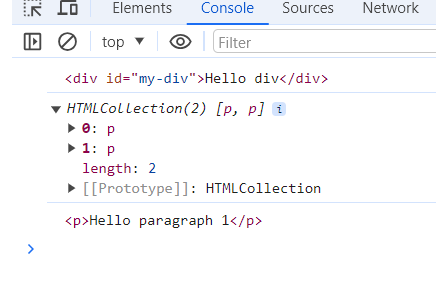 Elements Console Sources Network
top Filter
<div id="my-div">Hello div</div>
HTMLCollection(2) [p, p] i
0: p
1: p
length: 2
[[Prototype]]: HTMLCollection
<p>Hello paragraph 1</p>